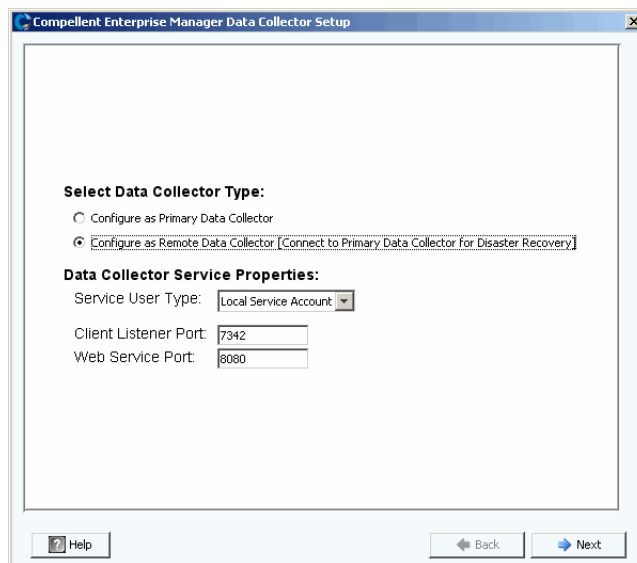 Compellent Enterprise Manager Data Collector Setup
Select Data Collector Type:
Configure as Primary Data Collector
Configure as Remote Data Collector [Connect to Primary Data Collector for Disaster Recovery]
Data Collector Service Properties:
Service User Type: Local Service Account
Client Listener Port: 7342
Web Service Port: 8080
? Help Back Next